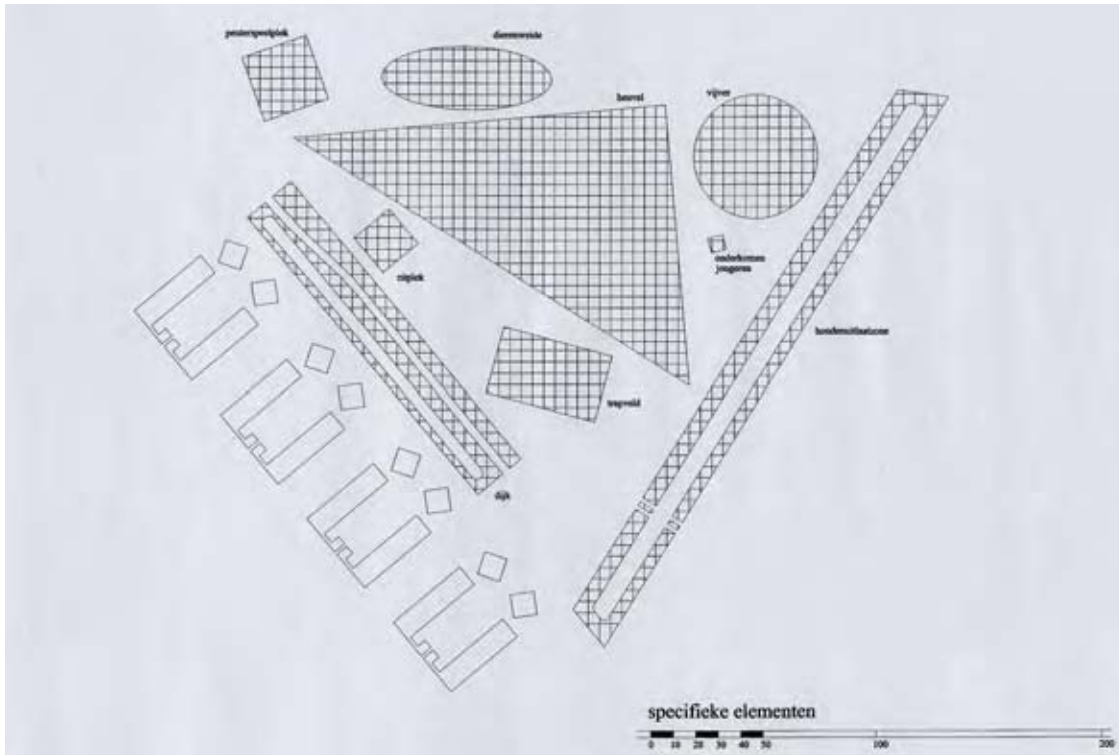 peuterspeelplek
dierenweide
heuvel
vijver
zitplek
onderkomen
jongeren
hondenuitlaatzone
trapveld
dijk
specifieke elementen
0 10 20 30 40 50 100 200